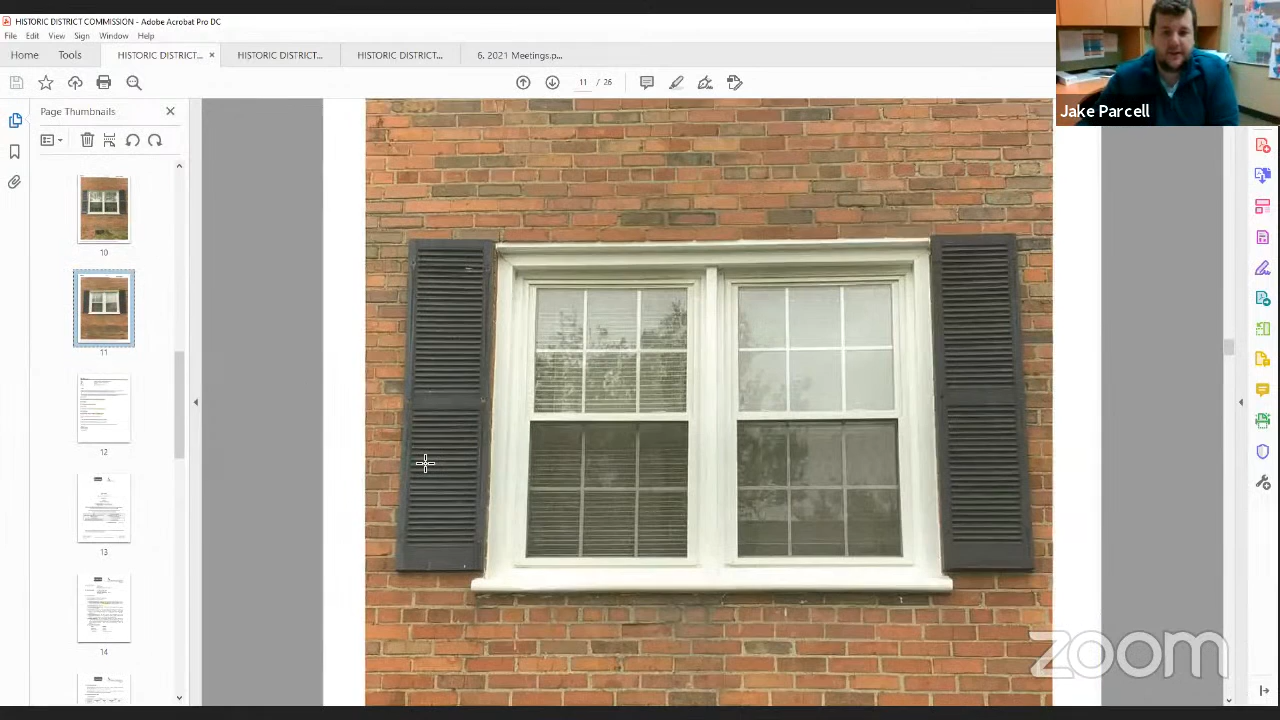 HISTORIC DISTRICT COMMISSION - Adobe Acrobat Pro DC
File Edit View Sign Window Help
Home Tools HISTORIC DISTRICT... × HISTORIC DISTRICT... HISTORIC DISTRICT... 6. 2021 Meetings.p...
11 / 26
Page Thumbnails
10
11
12
13
14
Jake Parcell
zoom